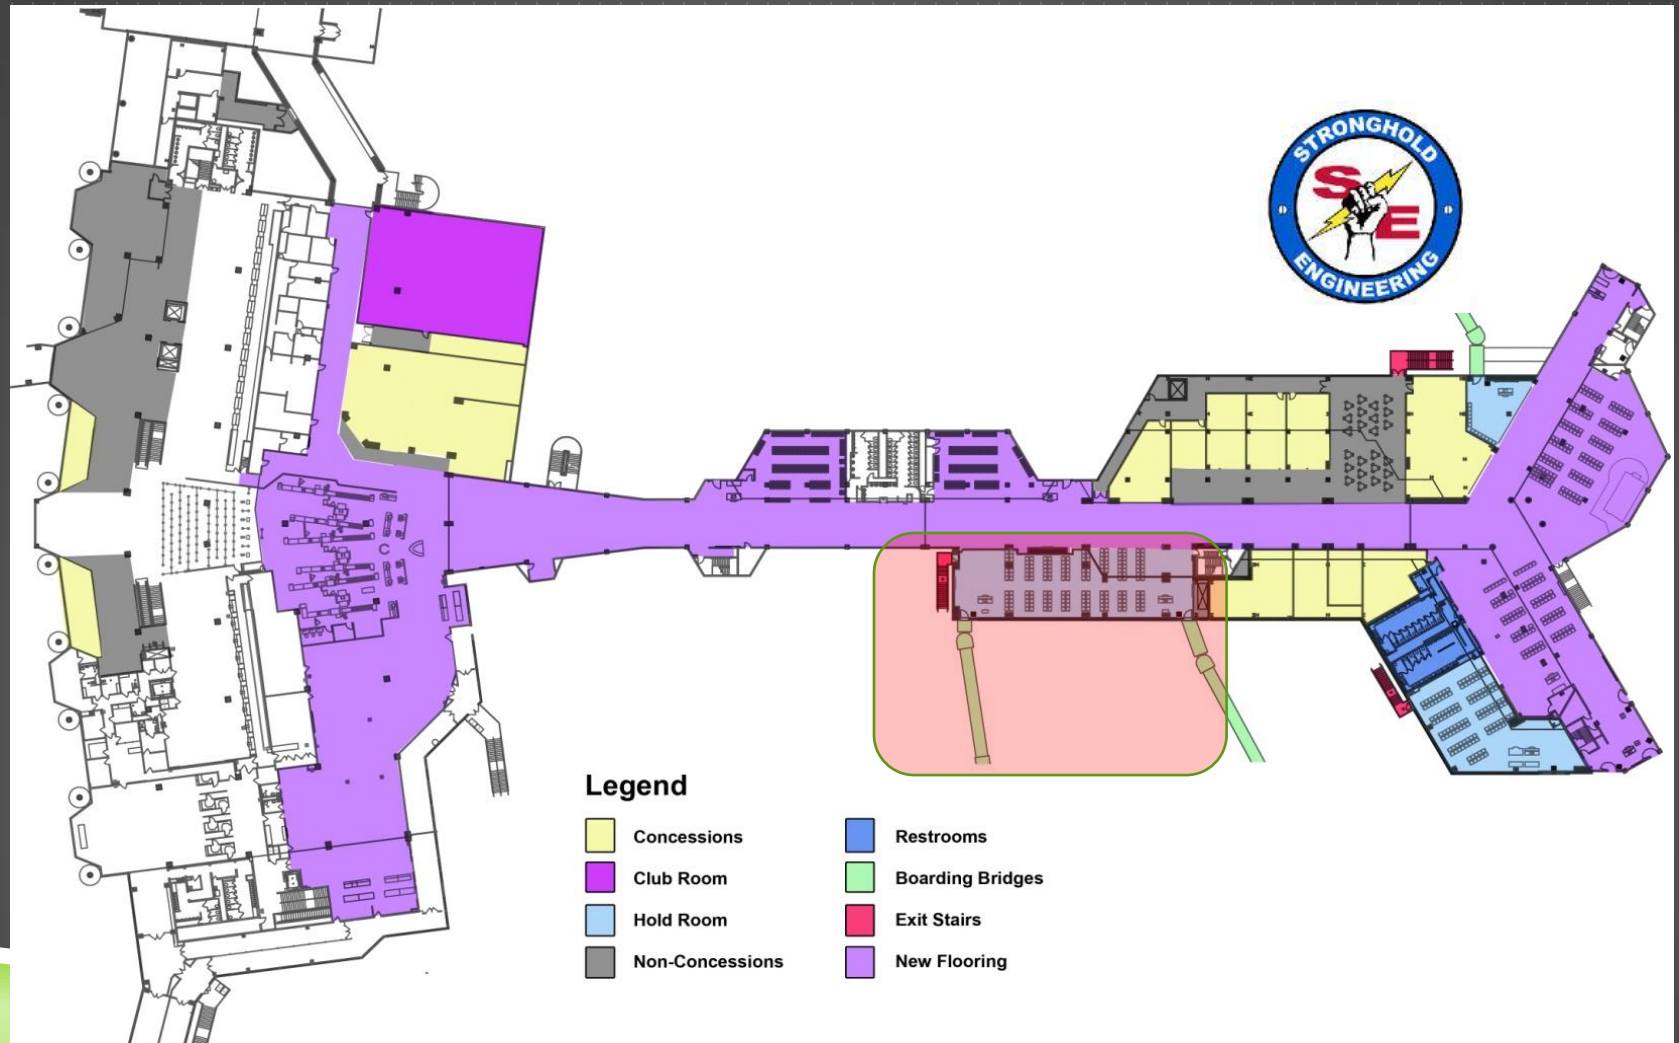 STRONGHOLD
S
E
ENGINEERING
C
Legend
Concessions
Club Room
Hold Room
Non-Concessions
Restrooms
Boarding Bridges
Exit Stairs
New Flooring